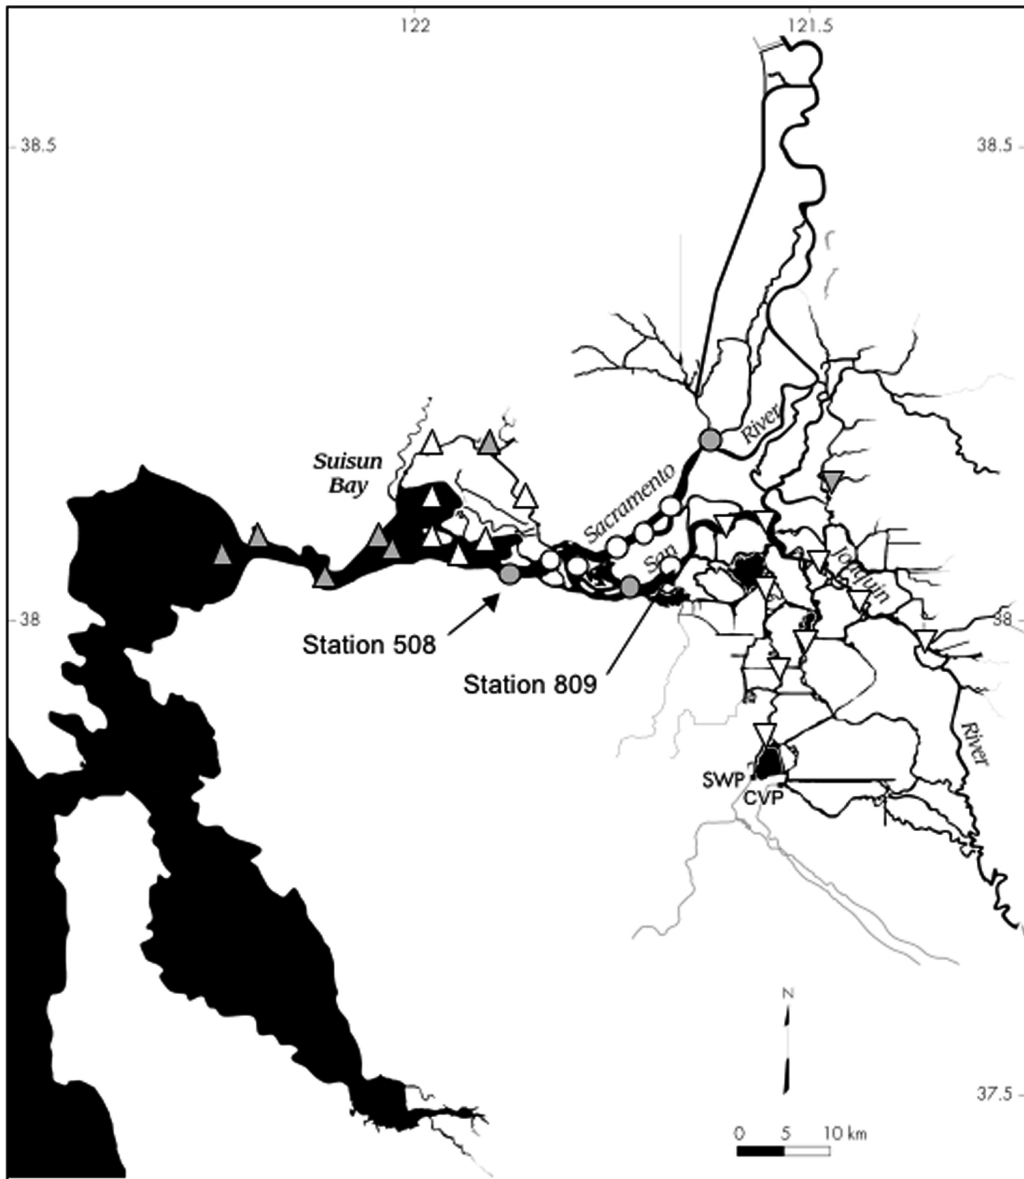 122
121.5
38.5
38.5
Suisun
Bay
Sacramento
River
San
Joaquin
38
38
Station 508
Station 809
River
SWP
CVP
N
37.5
0 5 10 km